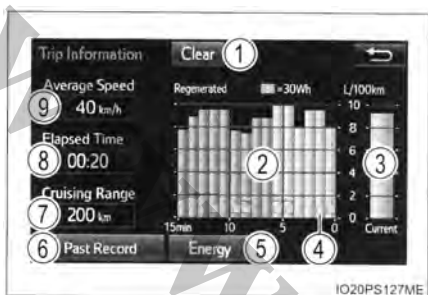 Trip Information
Clear
1
Average Speed
Regenerated
=30Wh
L/100km
9
40 km/h
10
8
Elapsed Time
8
00:20
2
6
3
4
Cruising Range
7
200 km
2
0
15min
10
5
0
Current
6
Past Record
Energy
5
4
IO20PS127ME